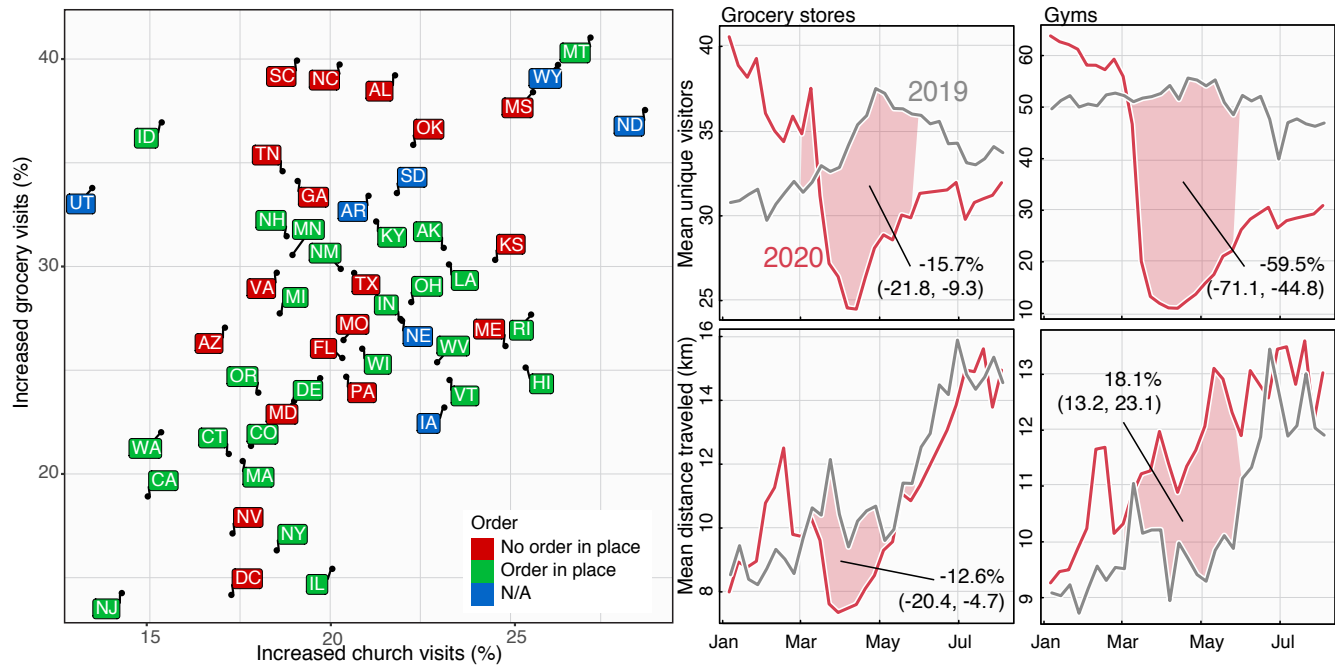 Increased grocery visits (%)
40
30
20
15
20
25
Increased church visits (%)
MT
SC
NC
WY
AL
MS
ND
ID
OK
TN
SD
UT
GA
AR
NH
MN
KY
AK
KS
NM
VA
MI
TX
OH
LA
IN
MO
ME
RI
AZ
NE
FL
WV
WI
OR
DE
HI
PA
VT
MD
IA
CT
CO
WA
MA
CA
NV
NY
DC
IL
NJ
Order
No order in place
Order in place
N/A
Grocery stores
Mean unique visitors
40
35
30
25
2019
2020
-15.7%
(-21.8, -9.3)
Gyms
60
50
40
30
20
10
-59.5%
(-71.1, -44.8)
Mean distance traveled (km)
16
14
12
10
8
-12.6%
(-20.4, -4.7)
Jan
Mar
May
Jul
13
12
11
10
9
18.1%
(13.2, 23.1)
Jan
Mar
May
Jul